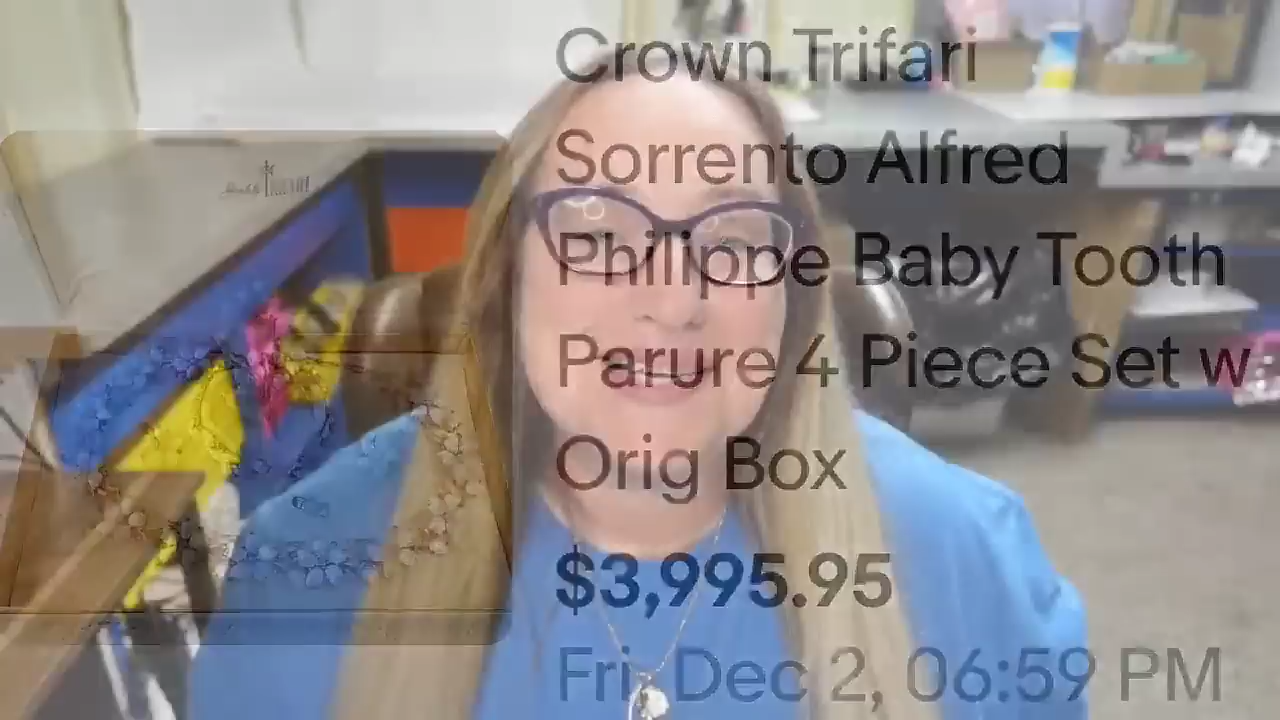 Crown Trifari
Sorrento Alfred
Philippe Baby Tooth
Parure 4 Piece Set w
Orig Box
$3,995.95
Fri, Dec 2, 06:59 PM
TRIFARI